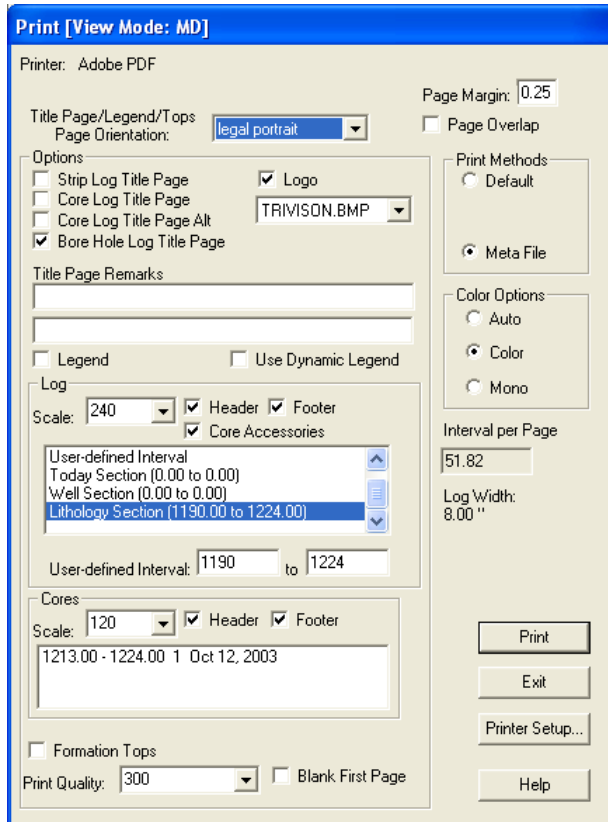 Print [View Mode: MD]
Printer: Adobe PDF
Page Margin: 0.25
Title Page/Legend/Tops
Page Orientation: legal portrait
Page Overlap
Options
Strip Log Title Page
Logo
Core Log Title Page
TRIVISON.BMP
Core Log Title Page Alt
Bore Hole Log Title Page
Print Methods
Default
Meta File
Title Page Remarks
Color Options
Auto
Color
Mono
Legend
Use Dynamic Legend
Log
Scale: 240
Header
Footer
Core Accessories
User-defined Interval
Today Section (0.00 to 0.00)
Well Section (0.00 to 0.00)
Lithology Section (1190.00 to 1224.00)
User-defined Interval: 1190 to 1224
Interval per Page
51.82
Log Width:
8.00 "
Cores
Scale: 120
Header
Footer
1213.00 - 1224.00 1 Oct 12, 2003
Print
Exit
Printer Setup...
Help
Formation Tops
Print Quality: 300
Blank First Page